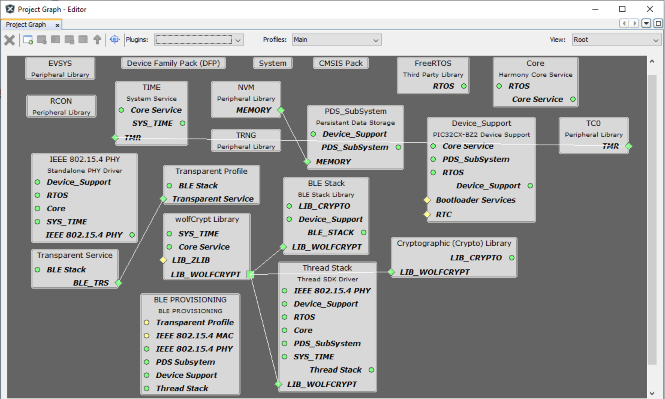 Project Graph - Editor
Project Graph
Plugins:
Profiles:
Main
View:
Root
EVSYS
Peripheral Library
Device Family Pack (DFP)
System
CMSIS Pack
FreeRTOS
Third Party Library
RTOS
Core
Harmony Core Service
RTOS
Core Service
RCON
Peripheral Library
TIME
System Service
Core Service
SYS_TIME
TMR
NVM
Peripheral Library
MEMORY
TRNG
Peripheral Library
PDS_SubSystem
Persistant Data Storage
Device_Support
PDS_SubSystem
MEMORY
Device_Support
PIC32CX-BZ2 Device Support
Core Service
PDS_SubSystem
RTOS
Device_Support
Bootloader Services
RTC
TC0
Peripheral Library
TMR
IEEE 802.15.4 PHY
Standalone PHY Driver
Device_Support
RTOS
Core
SYS_TIME
IEEE 802.15.4 PHY
Transparent Profile
BLE Stack
Transparent Service
BLE Stack
BLE Stack Library
LIB_CRYPTO
Device_Support
BLE_STACK
LIB_WOLFCRYPT
wolfCrypt Library
SYS_TIME
Core Service
LIB_ZLIB
LIB_WOLFCRYPT
Cryptographic (Crypto) Library
LIB_CRYPTO
LIB_WOLFCRYPT
Transparent Service
BLE Stack
BLE_TRS
Thread Stack
Thread SDK Driver
IEEE 802.15.4 PHY
Device_Support
RTOS
Core
PDS_SubSystem
SYS_TIME
Thread Stack
LIB_WOLFCRYPT
BLE PROVISIONING
BLE PROVISIONING
Transparent Profile
IEEE 802.15.4 MAC
IEEE 802.15.4 PHY
PDS Subsytem
Device Support
Thread Stack